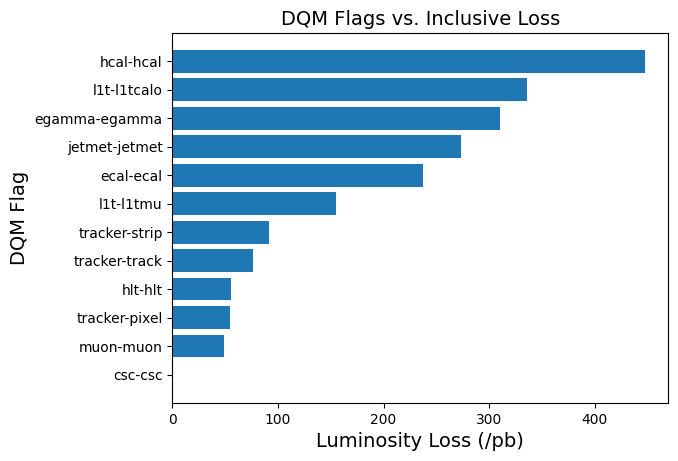 DQM Flags vs. Inclusive Loss
DQM Flag
hcal-hcal
l1t-l1tcalo
egamma-egamma
jetmet-jetmet
ecal-ecal
l1t-l1tmu
tracker-strip
tracker-track
hlt-hlt
tracker-pixel
muon-muon
csc-csc
0 100 200 300 400
Luminosity Loss (/pb)